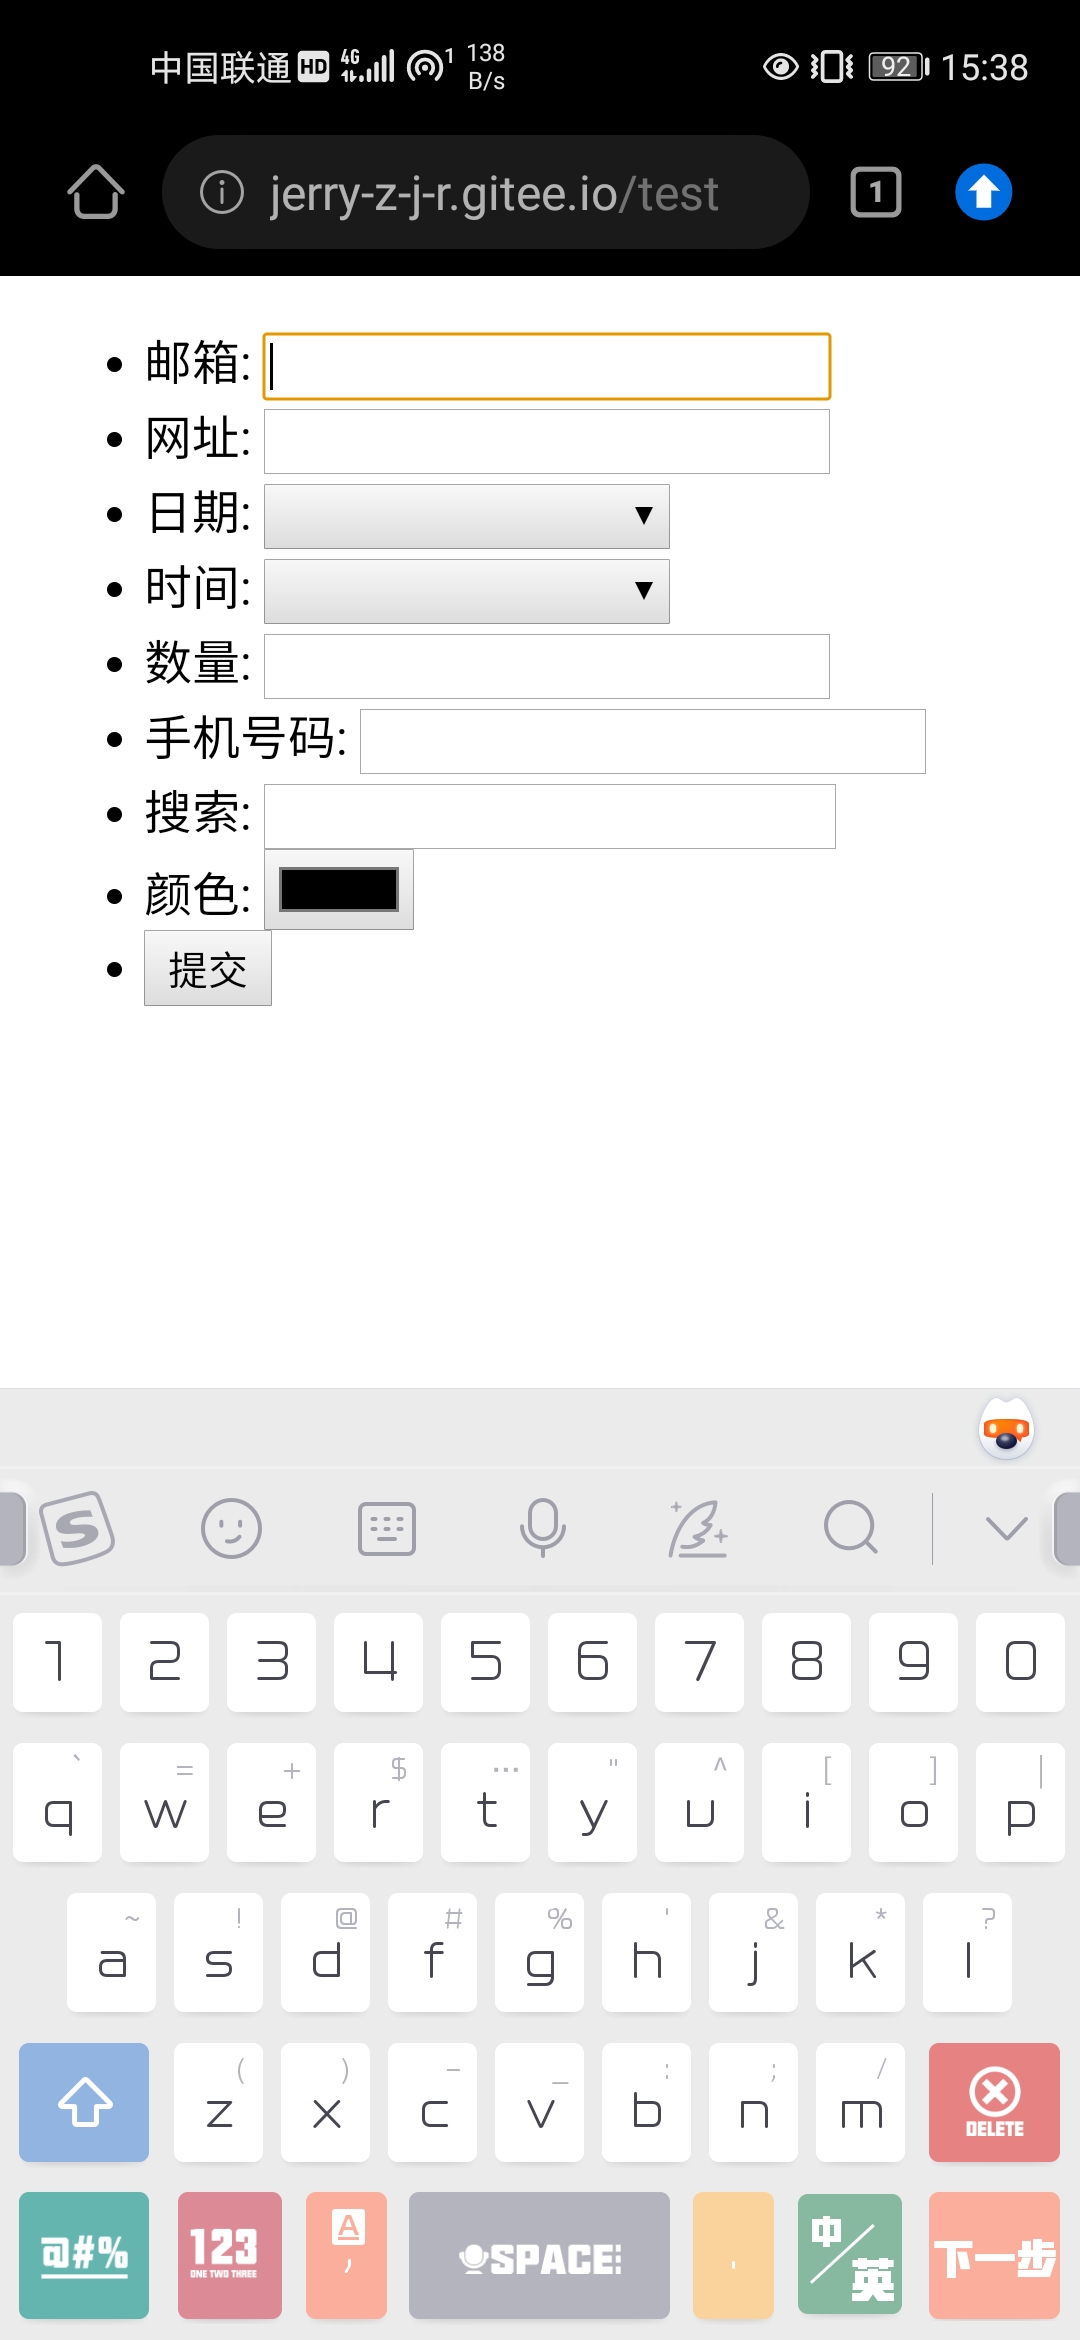 中国联通 HD 4G 1 138 B/s 92 15:38
jerry-z-j-r.gitee.io/test 1
邮箱:
网址:
日期: ▼
时间: ▼
数量:
手机号码:
搜索:
颜色:
提交
S
1 2 3 4 5 6 7 8 9 0
` = + $ ... " ^ [ ] |
q w e r t y u i o p
~ ! @ # % ' & * ?
a s d f g h j k l
( ) - _ : ; /
z x c v b n m DELETE
@#% 123 ONE TWO THREE A , SPACE . 中/英 下一步